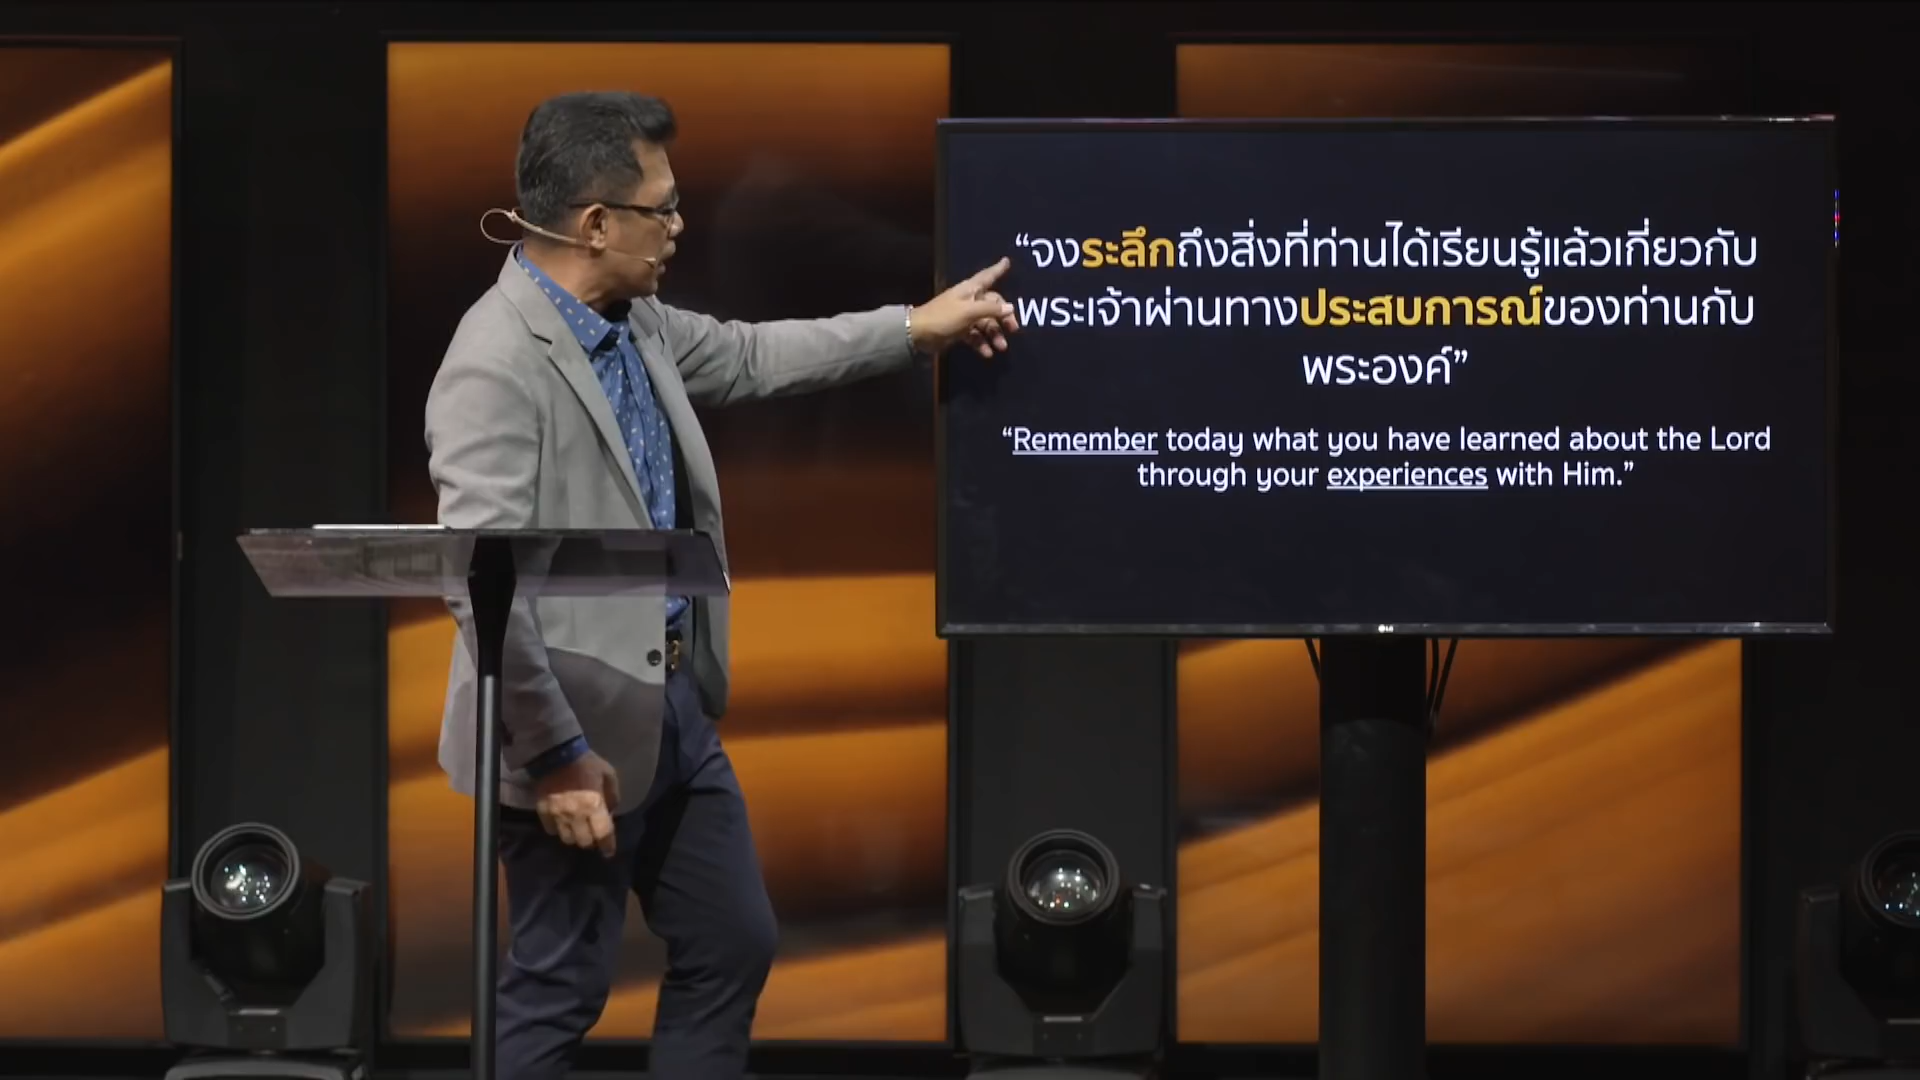 “จงระลึกถึงสิ่งที่ท่านได้เรียนรู้แล้วเกี่ยวกับ
พระเจ้าผ่านทางประสบการณ์ของท่านกับ
พระองค์”
“Remember today what you have learned about the Lord
through your experiences with Him.”
LG